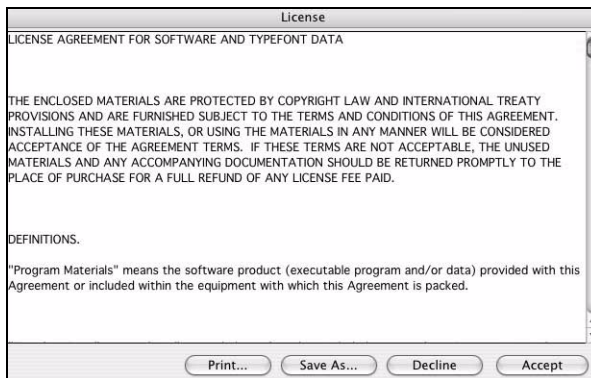 License
LICENSE AGREEMENT FOR SOFTWARE AND TYPEFONT DATA
THE ENCLOSED MATERIALS ARE PROTECTED BY COPYRIGHT LAW AND INTERNATIONAL TREATY
PROVISIONS AND ARE FURNISHED SUBJECT TO THE TERMS AND CONDITIONS OF THIS AGREEMENT.
INSTALLING THESE MATERIALS, OR USING THE MATERIALS IN ANY MANNER WILL BE CONSIDERED
ACCEPTANCE OF THE AGREEMENT TERMS.  IF THESE TERMS ARE NOT ACCEPTABLE, THE UNUSED
MATERIALS AND ANY ACCOMPANYING DOCUMENTATION SHOULD BE RETURNED PROMPTLY TO THE
PLACE OF PURCHASE FOR A FULL REFUND OF ANY LICENSE FEE PAID.
DEFINITIONS.
"Program Materials" means the software product (executable program and/or data) provided with this
Agreement or included within the equipment with which this Agreement is packed.
Print...
Save As...
Decline
Accept